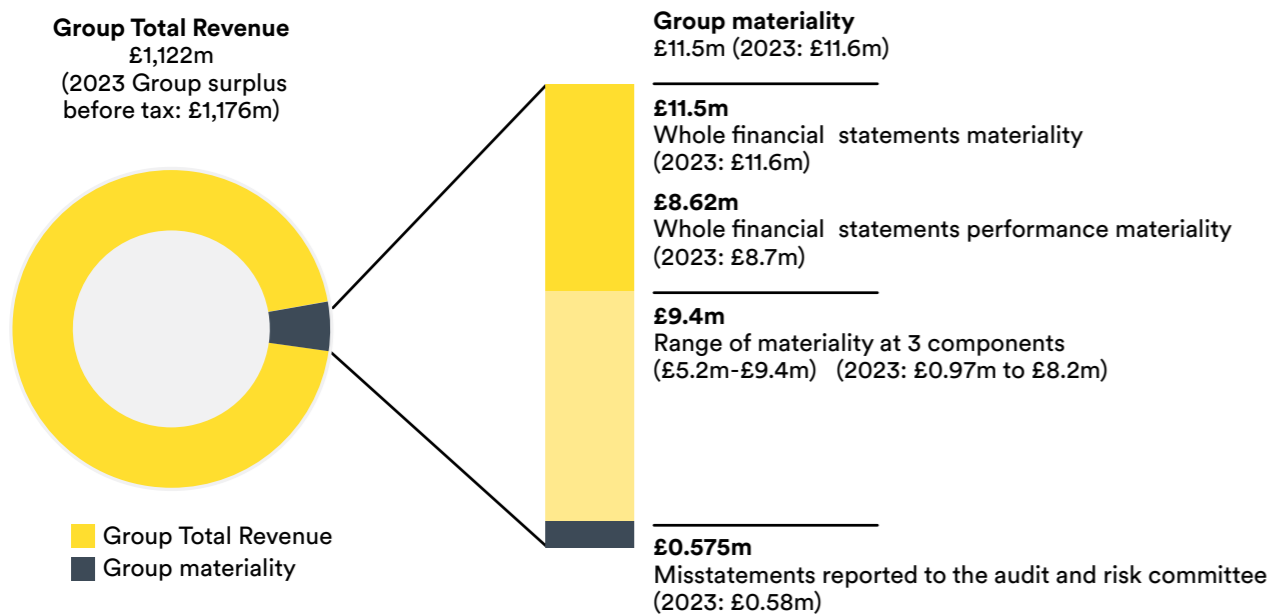 Group Total Revenue
£1,122m
(2023 Group surplus
before tax: £1,176m)
Group Total Revenue
Group materiality
Group materiality
£11.5m (2023: £11.6m)
£11.5m
Whole financial statements materiality
(2023: £11.6m)
£8.62m
Whole financial statements performance materiality
(2023: £8.7m)
£9.4m
Range of materiality at 3 components
(£5.2m-£9.4m) (2023: £0.97m to £8.2m)
£0.575m
Misstatements reported to the audit and risk committee
(2023: £0.58m)